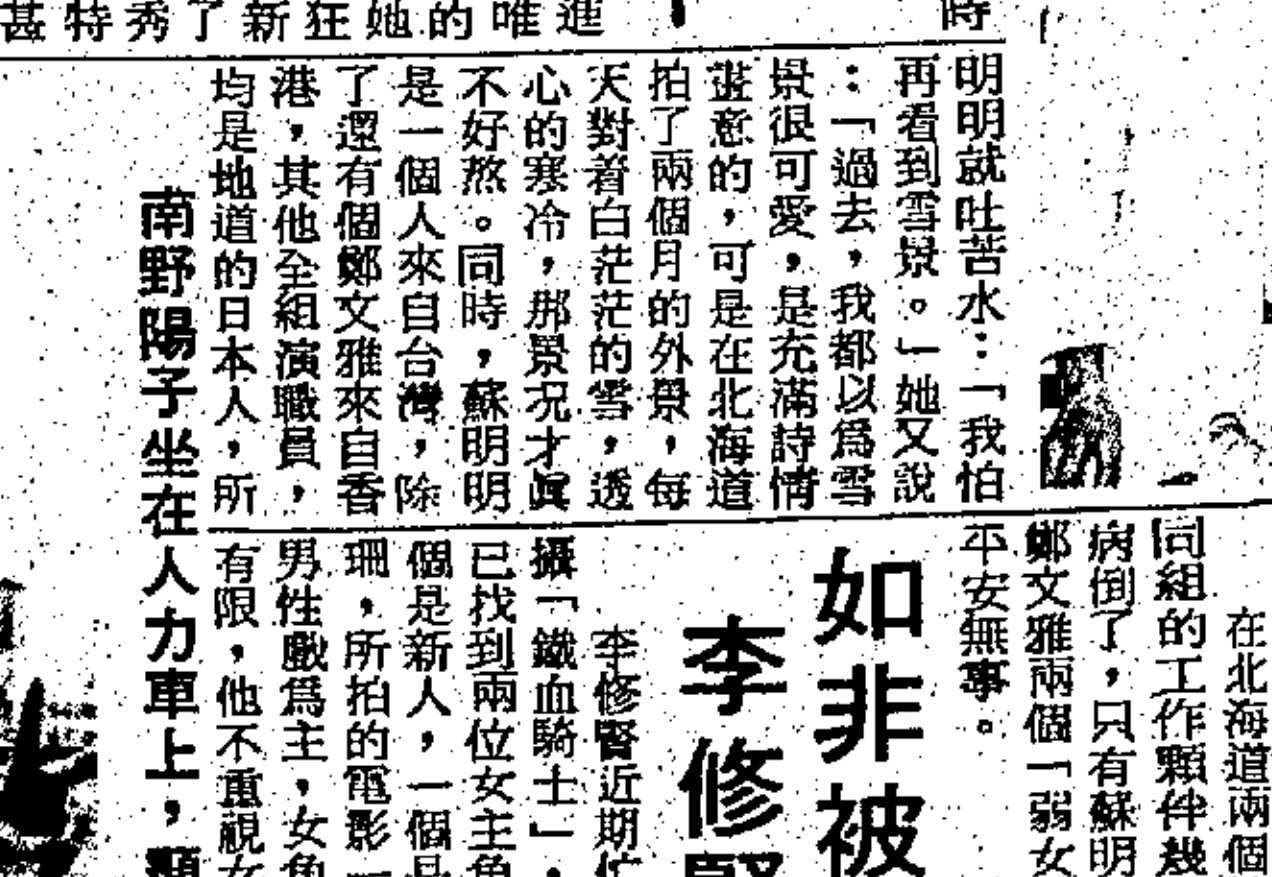 甚特秀了新狂她的唯進
時
明明就吐苦水：「我怕
再看到雪景。」她又說
：「過去，我都以為雪
景很可愛，是充滿詩情
盎意的，可是在北海道
拍了兩個月的外景，每
天對着白茫茫的雪，透
心的寒冷，那景況才眞
不好熬。同時，蘇明明
是一個人來自台灣，除
了還有個鄭文雅來自香
港，其他全組演職員，
均是地道的日本人，所
南野陽子坐在人力車上，顯
在北海道兩個
同組的工作夥伴幾
病倒了，只有蘇明
鄭文雅兩個「弱女
平安無事。
如非被
李修賢
李修賢近期忙
攝「鐵血騎士」，
已找到兩位女主角
個是新人，一個是
珊，所拍的電影一
男性戲爲主，女角
有限，他不重視女